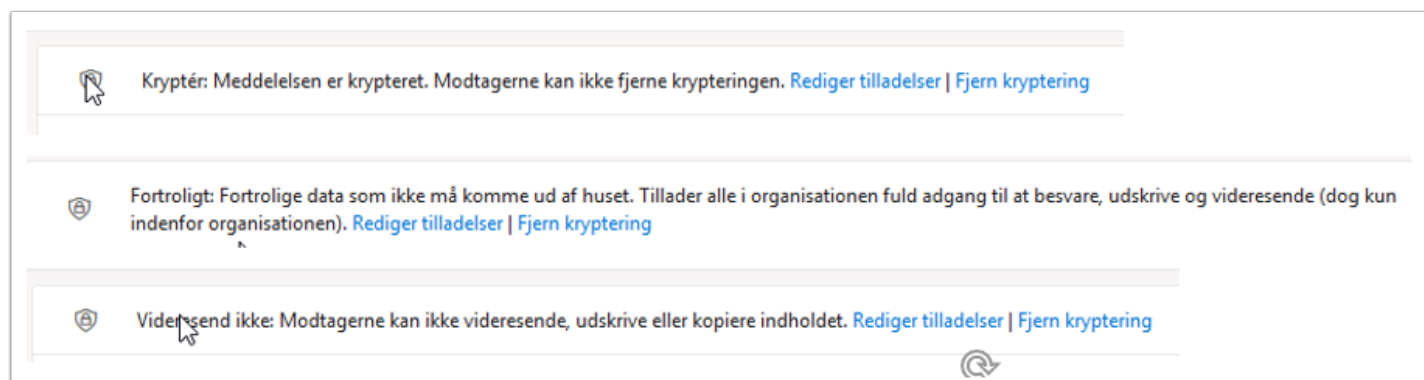 Kryptér: Meddelelsen er krypteret. Modtagerne kan ikke fjerne krypteringen. Rediger tilladelser | Fjern kryptering
Fortroligt: Fortrolige data som ikke må komme ud af huset. Tillader alle i organisationen fuld adgang til at besvare, udskrive og videresende (dog kun
indenfor organisationen). Rediger tilladelser | Fjern kryptering
Videresend ikke: Modtagerne kan ikke videresende, udskrive eller kopiere indholdet. Rediger tilladelser | Fjern kryptering